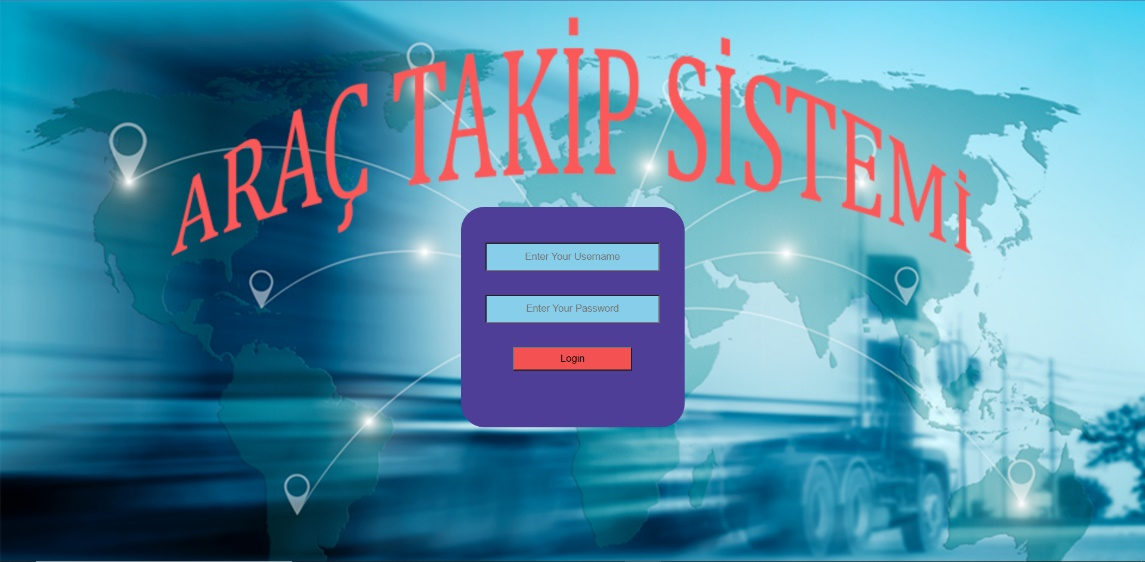 ARAÇ TAKİP SİSTEMİ
Enter Your Username
Enter Your Password
Login